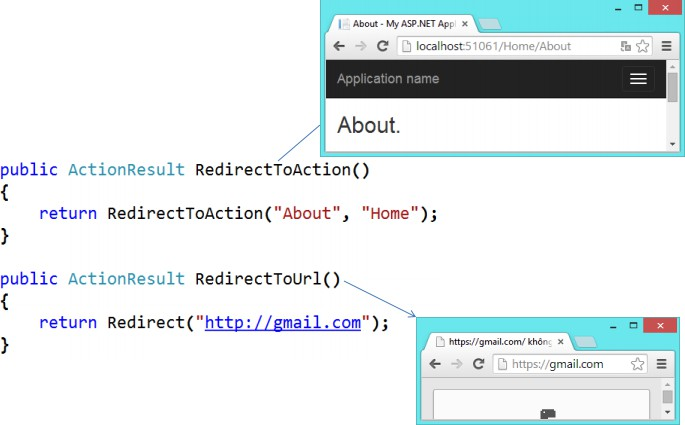 About - My ASP.NET Appl
localhost:51061/Home/About
Application name
About.
public ActionResult RedirectToAction()
{
return RedirectToAction("About", "Home");
}
public ActionResult RedirectToUrl()
{
return Redirect("http://gmail.com");
}
https://gmail.com/ không
https://gmail.com